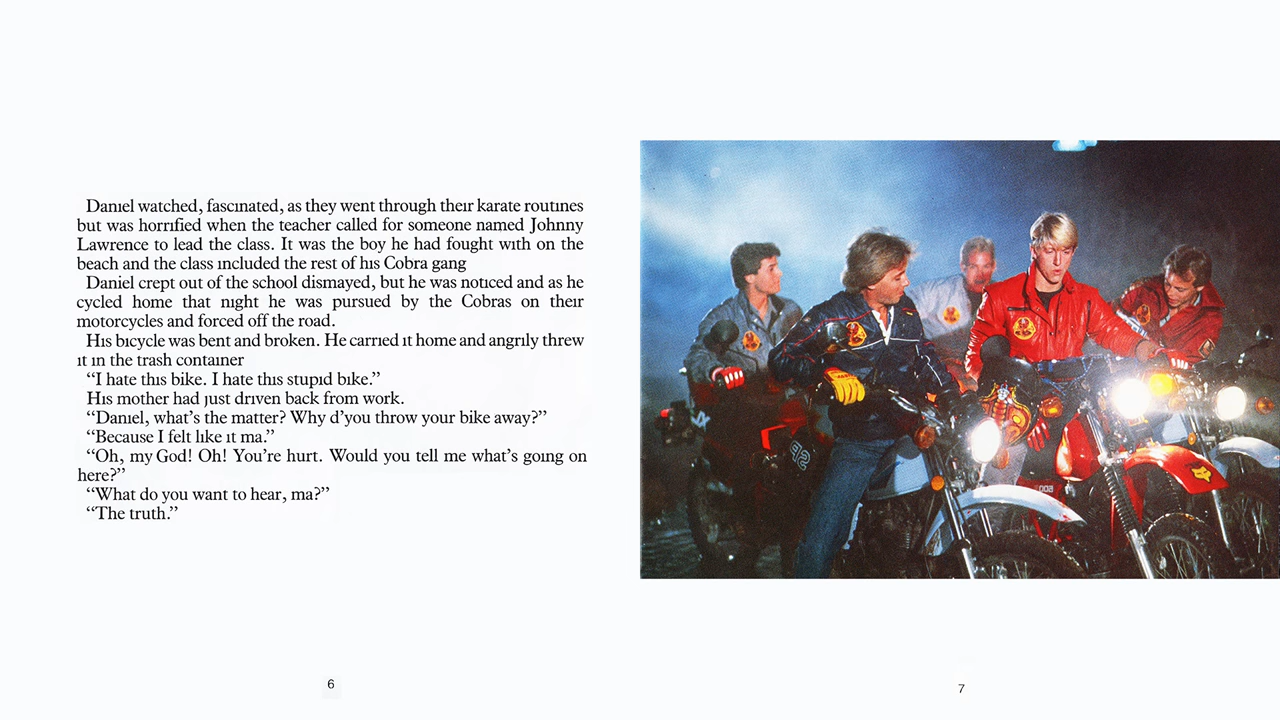 Daniel watched, fascinated, as they went through their karate routines
but was horrified when the teacher called for someone named Johnny
Lawrence to lead the class. It was the boy he had fought with on the
beach and the class included the rest of his Cobra gang
Daniel crept out of the school dismayed, but he was noticed and as he
cycled home that night he was pursued by the Cobras on their
motorcycles and forced off the road.
His bicycle was bent and broken. He carried it home and angrily threw
it in the trash container
“I hate this bike. I hate this stupid bike.”
His mother had just driven back from work.
“Daniel, what’s the matter? Why d’you throw your bike away?”
“Because I felt like it ma.”
“Oh, my God! Oh! You’re hurt. Would you tell me what’s going on
here?”
“What do you want to hear, ma?”
“The truth.”
6
7